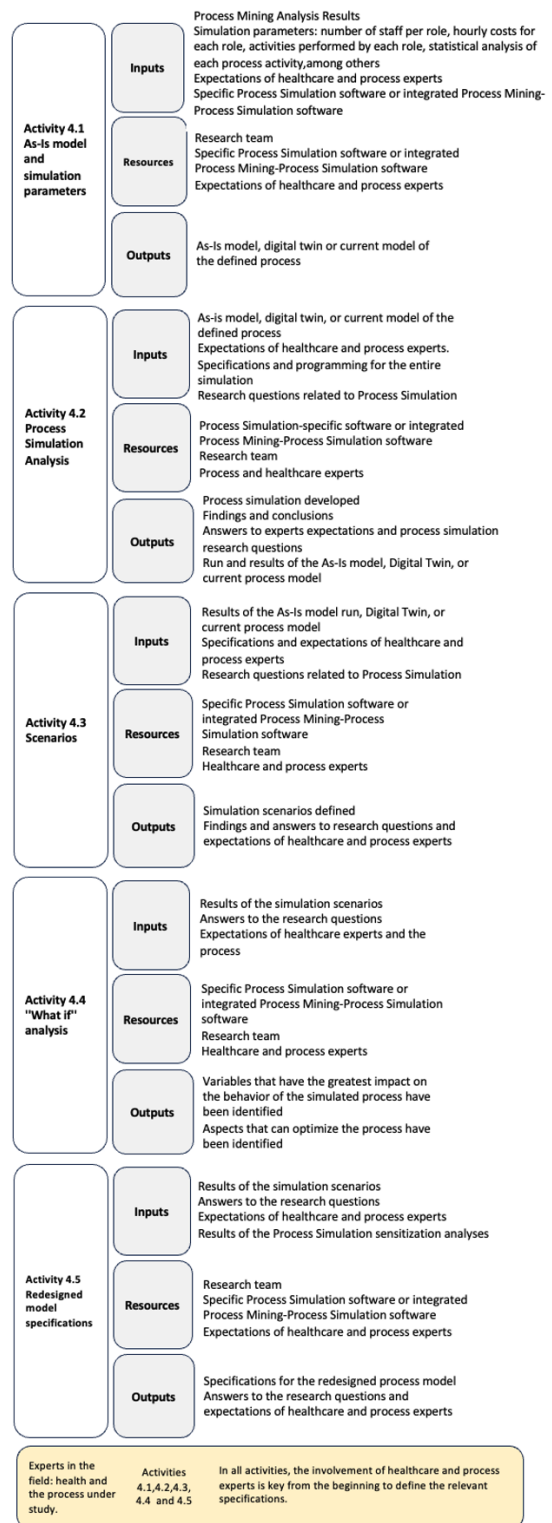 Activity 4.1
As-Is model
and
simulation
parameters
Inputs
Process Mining Analysis Results
Simulation parameters: number of staff per role, hourly costs for
each role, activities performed by each role, statistical analysis of
each process activity,among others
Expectations of healthcare and process experts
Specific Process Simulation software or integrated Process Mining-
Process Simulation software
Resources
Research team
Specific Process Simulation software or integrated
Process Mining-Process Simulation software
Expectations of healthcare and process experts
Outputs
As-Is model, digital twin or current model of
the defined process
Activity 4.2
Process
Simulation
Analysis
Inputs
As-is model, digital twin, or current model of the
defined process
Expectations of healthcare and process experts.
Specifications and programming for the entire
simulation
Research questions related to Process Simulation
Resources
Process Simulation-specific software or integrated
Process Mining-Process Simulation software
Research team
Process and healthcare experts
Outputs
Process simulation developed
Findings and conclusions
Answers to experts expectations and process simulation
research questions
Run and results of the As-Is model, Digital Twin, or
current process model
Activity 4.3
Scenarios
Inputs
Results of the As-Is model run, Digital Twin, or
current process model
Specifications and expectations of healthcare and
process experts
Research questions related to Process Simulation
Resources
Specific Process Simulation software or
integrated Process Mining-Process
Simulation software
Research team
Healthcare and process experts
Outputs
Simulation scenarios defined
Findings and answers to research questions and
expectations of healthcare and process experts
Activity 4.4
"What if"
analysis
Inputs
Results of the simulation scenarios
Answers to the research questions
Expectations of healthcare experts and the
process
Resources
Specific Process Simulation software or
integrated Process Mining-Process Simulation
software
Research team
Healthcare and process experts
Outputs
Variables that have the greatest impact on
the behavior of the simulated process have
been identified
Aspects that can optimize the process have
been identified
Activity 4.5
Redesigned
model
specifications
Inputs
Results of the simulation scenarios
Answers to the research questions
Expectations of healthcare and process experts
Results of the Process Simulation sensitization analyses
Resources
Research team
Specific Process Simulation software or integrated
Process Mining-Process Simulation software
Expectations of healthcare and process experts
Outputs
Specifications for the redesigned process model
Answers to the research questions and
expectations of healthcare and process experts
Experts in the
field: health and
the process under
study.
Activities
4.1,4.2,4.3,
4.4 and 4.5
In all activities, the involvement of healthcare and process
experts is key from the beginning to define the relevant
specifications.